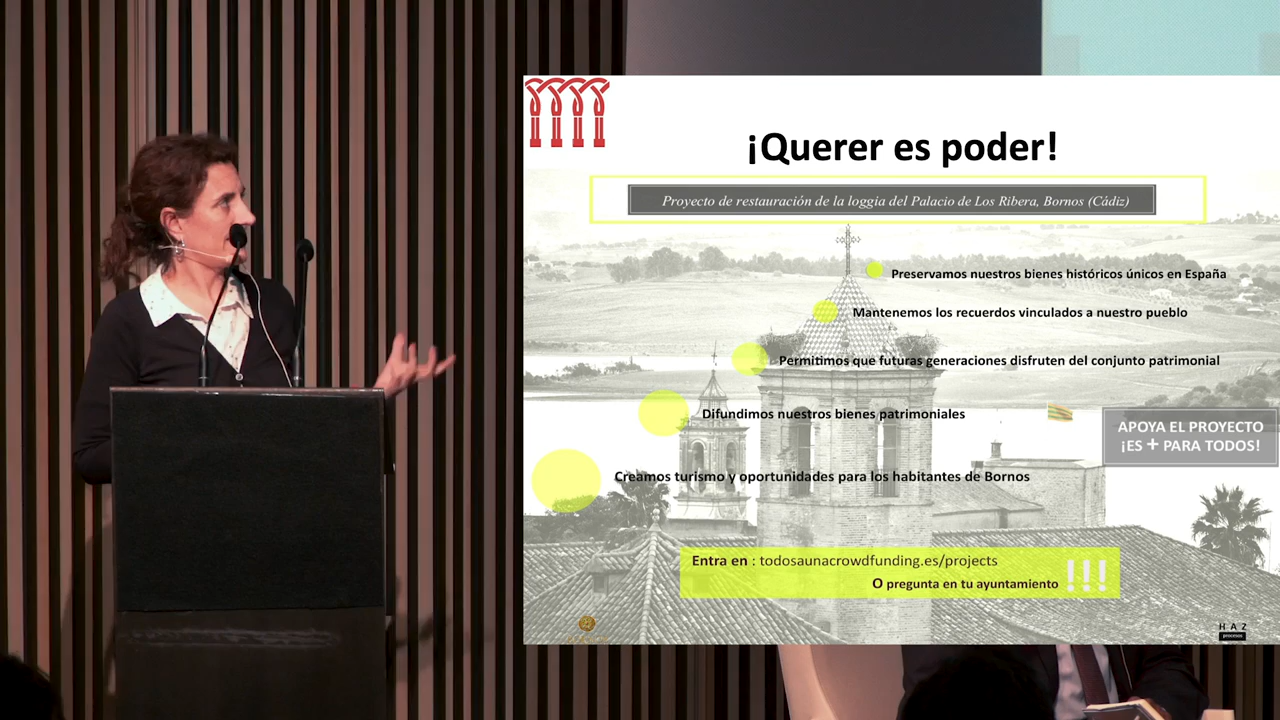 ¡Querer es poder!
Proyecto de restauración de la loggia del Palacio de Los Ribera, Bornos (Cádiz)
Preservamos nuestros bienes históricos únicos en España
Mantenemos los recuerdos vinculados a nuestro pueblo
Permitimos que futuras generaciones disfruten del conjunto patrimonial
Difundimos nuestros bienes patrimoniales
APOYA EL PROYECTO
¡ES + PARA TODOS!
Creamos turismo y oportunidades para los habitantes de Bornos
Entra en : todosaunacrowdfunding.es/projects
O pregunta en tu ayuntamiento !!!
HAZ
procesos